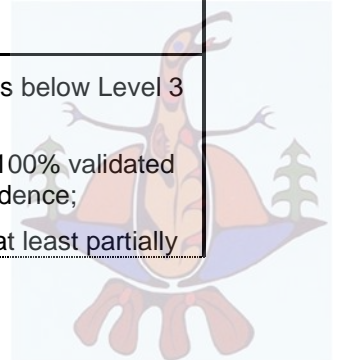 s below Level 3
100% validated
dence;
at least partially